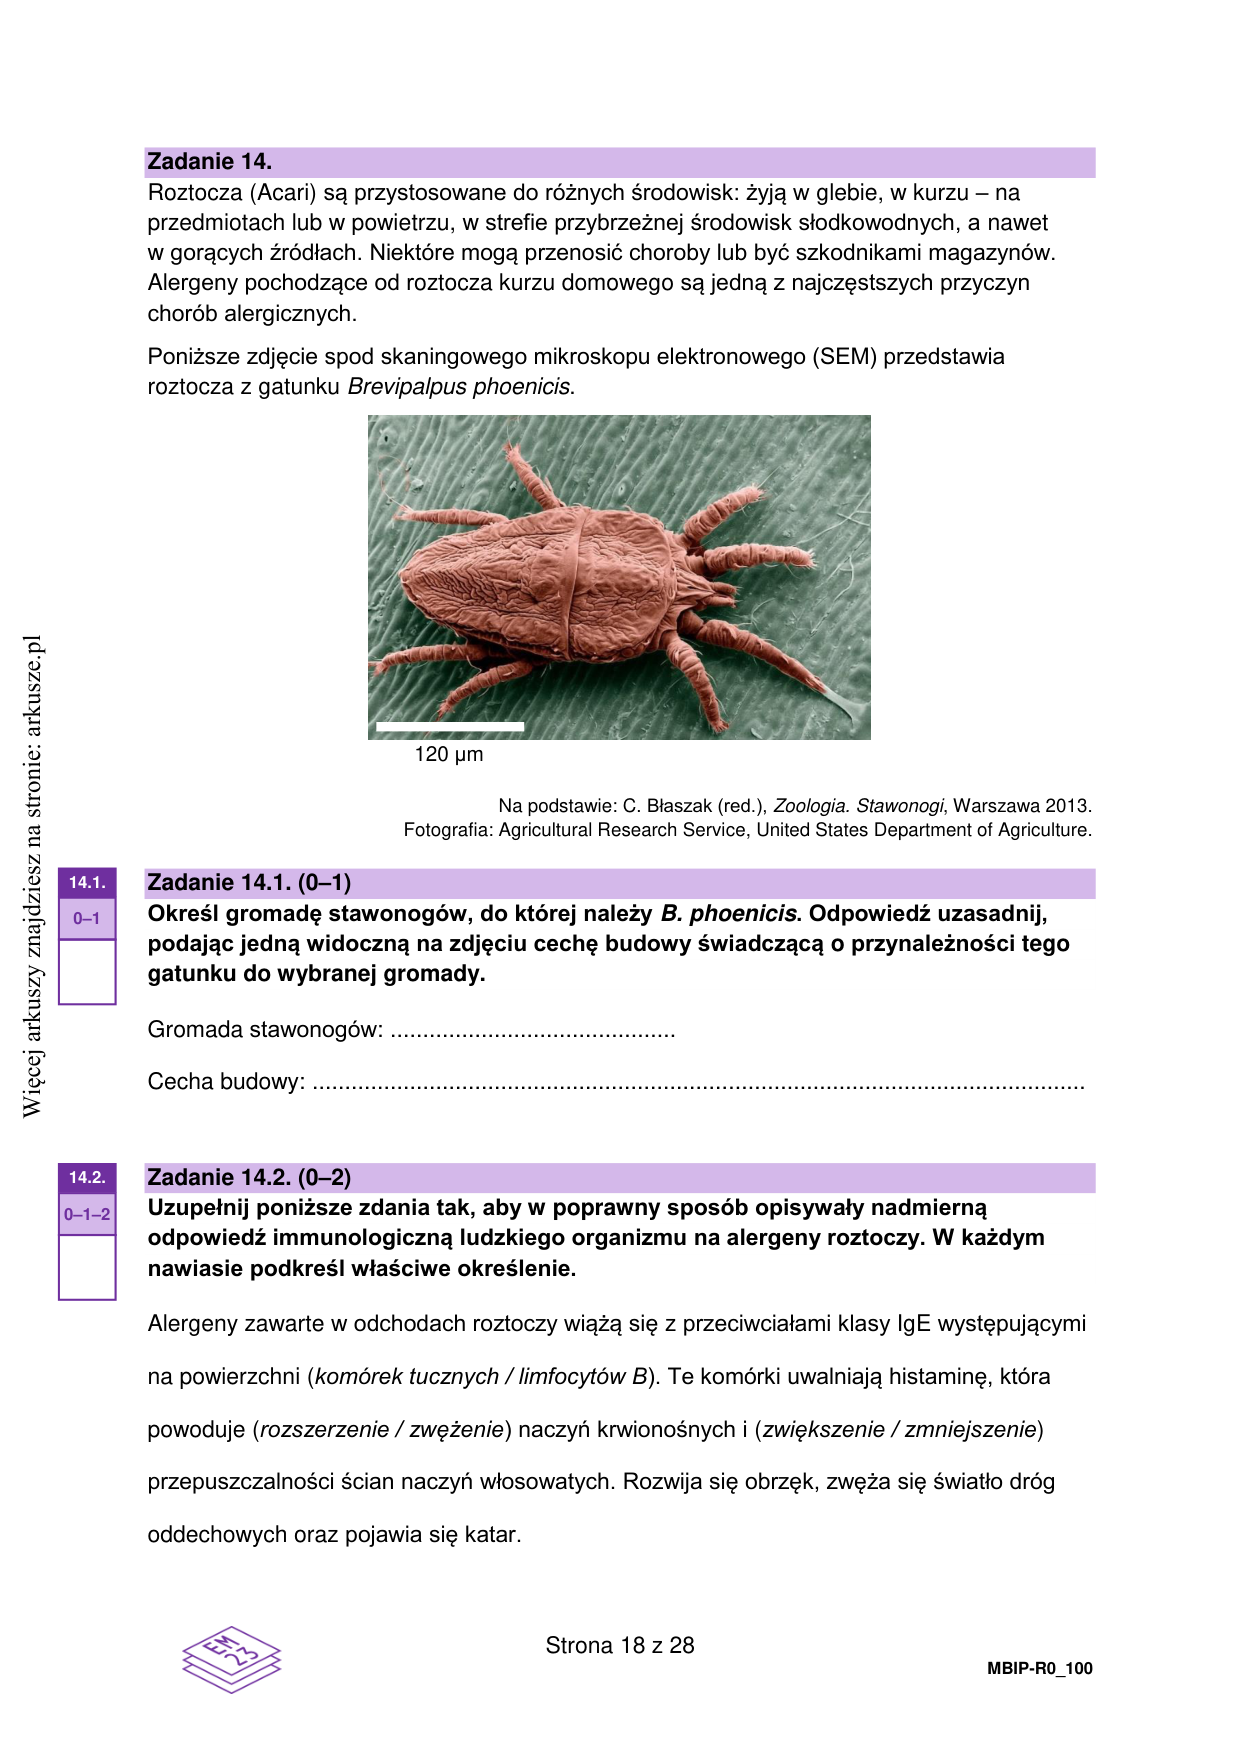 Zadanie 14.
Roztocza (Acari) są przystosowane do różnych środowisk: żyją w glebie, w kurzu – na
przedmiotach lub w powietrzu, w strefie przybrzeżnej środowisk słodkowodnych, a nawet
w gorących źródłach. Niektóre mogą przenosić choroby lub być szkodnikami magazynów.
Alergeny pochodzące od roztocza kurzu domowego są jedną z najczęstszych przyczyn
chorób alergicznych.
Poniższe zdjęcie spod skaningowego mikroskopu elektronowego (SEM) przedstawia
roztocza z gatunku Brevipalpus phoenicis.
120 µm
Na podstawie: C. Błaszak (red.), Zoologia. Stawonogi, Warszawa 2013.
Fotografia: Agricultural Research Service, United States Department of Agriculture.
Więcej arkuszy znajdziesz na stronie: arkusze.pl
14.1.
0–1
Zadanie 14.1. (0–1)
Określ gromadę stawonogów, do której należy B. phoenicis. Odpowiedź uzasadnij,
podając jedną widoczną na zdjęciu cechę budowy świadczącą o przynależności tego
gatunku do wybranej gromady.
Gromada stawonogów: ............................................
Cecha budowy: .......................................................................................................................
14.2.
0–1–2
Zadanie 14.2. (0–2)
Uzupełnij poniższe zdania tak, aby w poprawny sposób opisywały nadmierną
odpowiedź immunologiczną ludzkiego organizmu na alergeny roztoczy. W każdym
nawiasie podkreśl właściwe określenie.
Alergeny zawarte w odchodach roztoczy wiążą się z przeciwciałami klasy IgE występującymi
na powierzchni (komórek tucznych / limfocytów B). Te komórki uwalniają histaminę, która
powoduje (rozszerzenie / zwężenie) naczyń krwionośnych i (zwiększenie / zmniejszenie)
przepuszczalności ścian naczyń włosowatych. Rozwija się obrzęk, zwęża się światło dróg
oddechowych oraz pojawia się katar.
EM
23
Strona 18 z 28
MBIP-R0_100